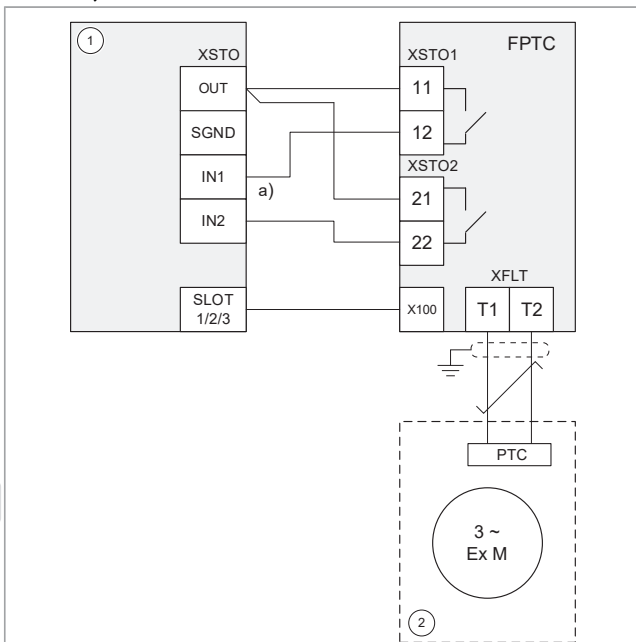 1
XSTO
OUT
SGND
IN1
IN2
a)
SLOT
1/2/3
FPTC
XSTO1
11
12
XSTO2
21
22
XFLT
X100
T1 T2
PTC
3 ~
Ex M
2